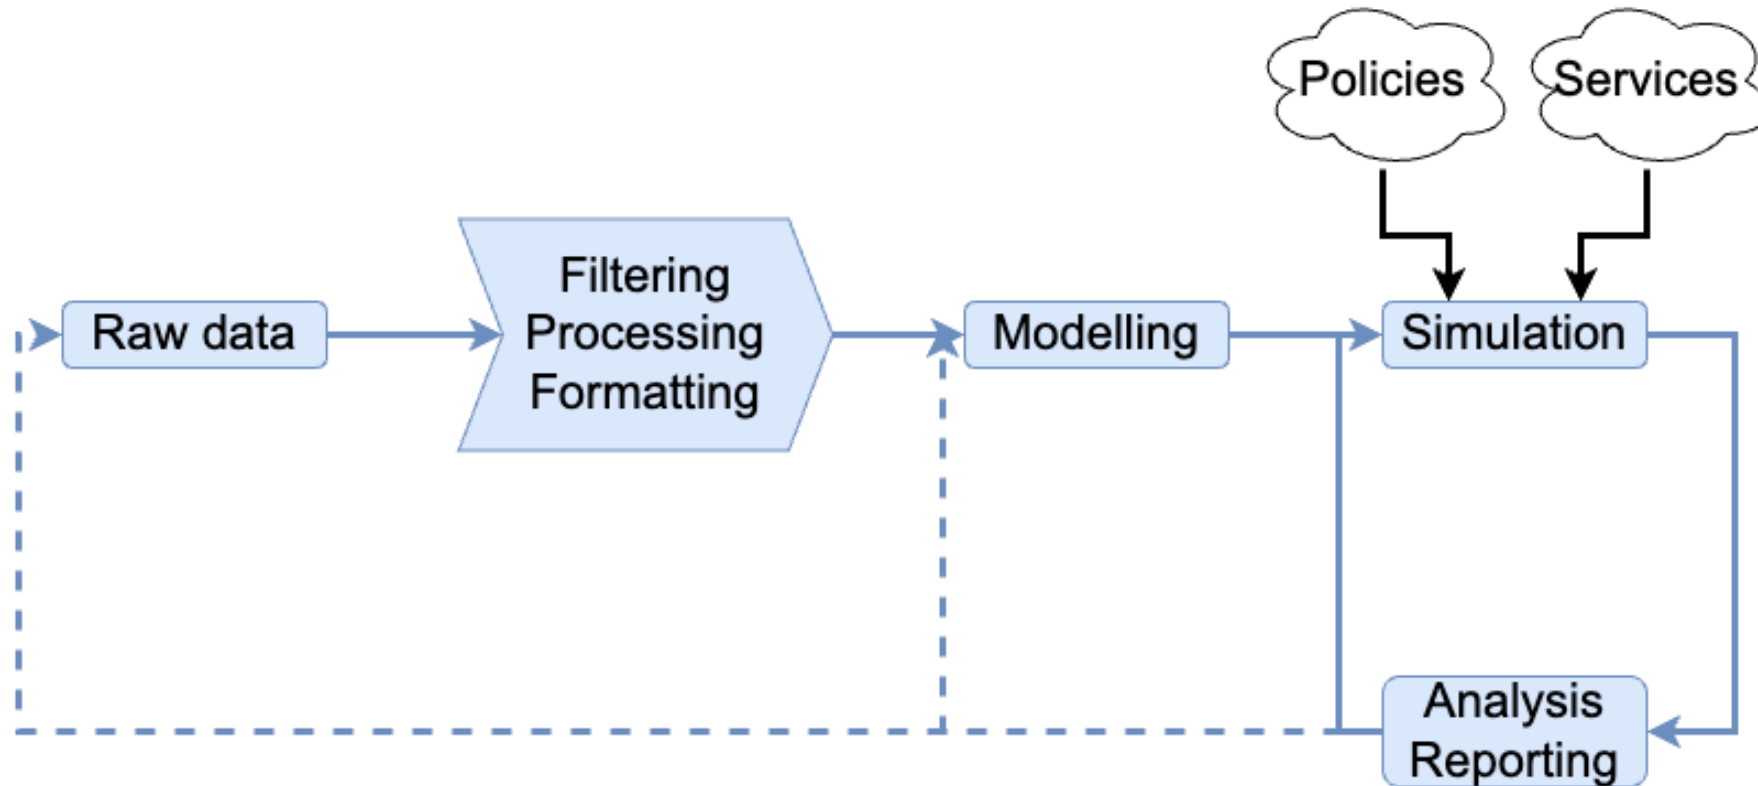 Policies
Services
Raw data
Filtering
Processing
Formatting
Modelling
Simulation
Analysis
Reporting